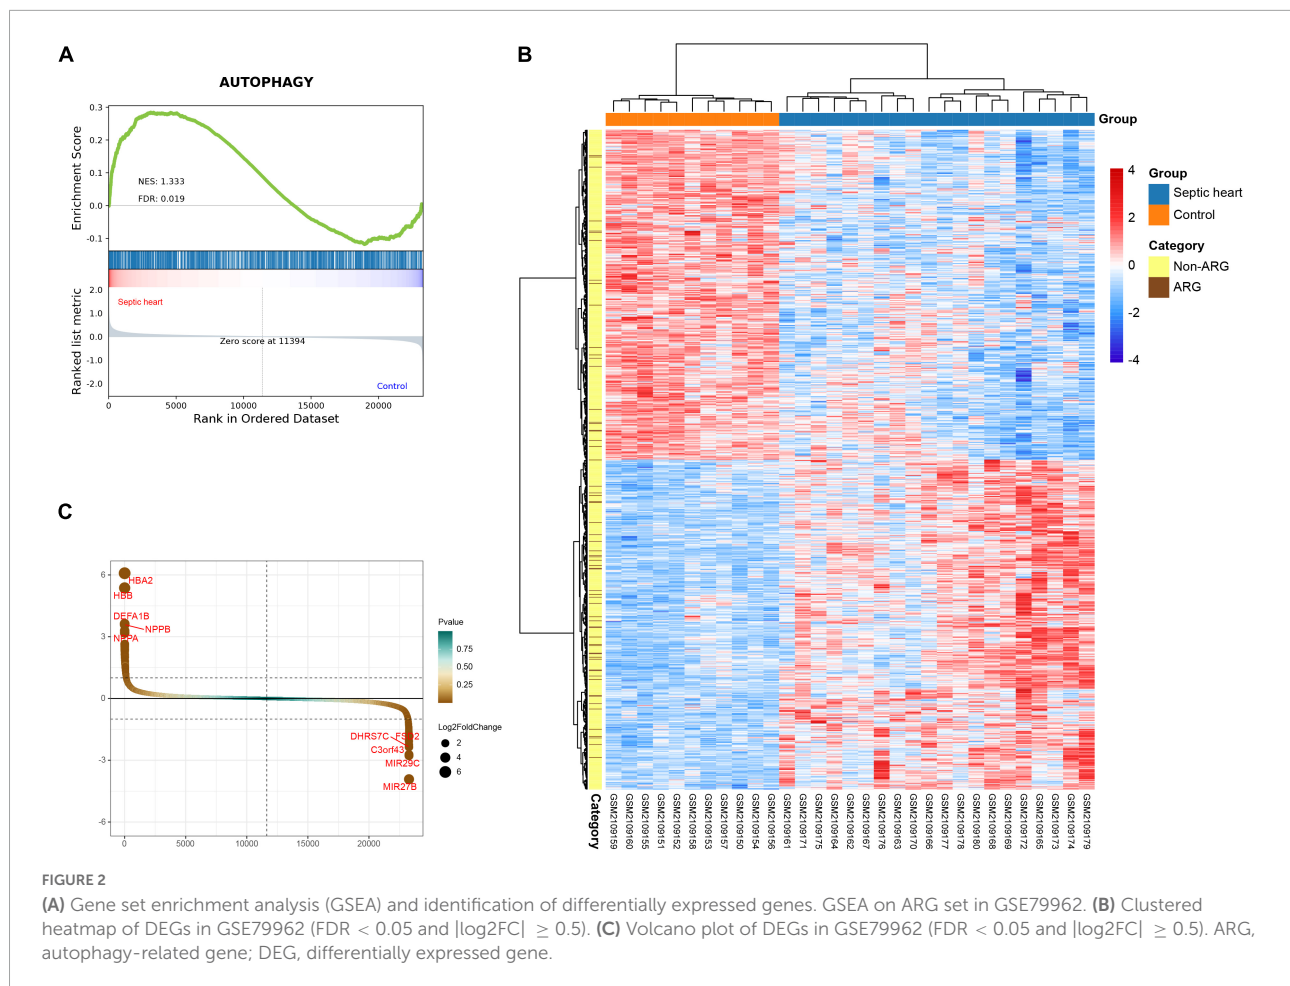 A
AUTOPHAGY
Enrichment Score
0.3
0.2
0.1
0.0
-0.1
NES: 1.333
FDR: 0.019
Ranked list metric
2.0
1.0
0.0
-1.0
-2.0
Septic heart
Zero score at 11394
Control
0
5000
10000
15000
20000
Rank in Ordered Dataset
B
Group
4
2
0
-2
-4
Group
Septic heart
Control
Category
Non-ARG
ARG
Category
GSM2109159
GSM2109160
GSM2109155
GSM2109151
GSM2109152
GSM2109158
GSM2109153
GSM2109157
GSM2109150
GSM2109154
GSM2109156
GSM2109161
GSM2109171
GSM2109175
GSM2109164
GSM2109162
GSM2109167
GSM2109176
GSM2109163
GSM2109170
GSM2109166
GSM2109177
GSM2109178
GSM2109180
GSM2109168
GSM2109169
GSM2109172
GSM2109165
GSM2109173
GSM2109174
GSM2109179
C
6
3
0
-3
-6
HBA2
HBB
DEFA1B
NPPB
NPPA
DHRS7C FSD2
C3orf43
MIR29C
MIR27B
0
5000
10000
15000
20000
Pvalue
0.75
0.50
0.25
Log2FoldChange
2
4
6
FIGURE 2
(A) Gene set enrichment analysis (GSEA) and identification of differentially expressed genes. GSEA on ARG set in GSE79962. (B) Clustered
heatmap of DEGs in GSE79962 (FDR < 0.05 and |log2FC| ≥ 0.5). (C) Volcano plot of DEGs in GSE79962 (FDR < 0.05 and |log2FC| ≥ 0.5). ARG,
autophagy-related gene; DEG, differentially expressed gene.